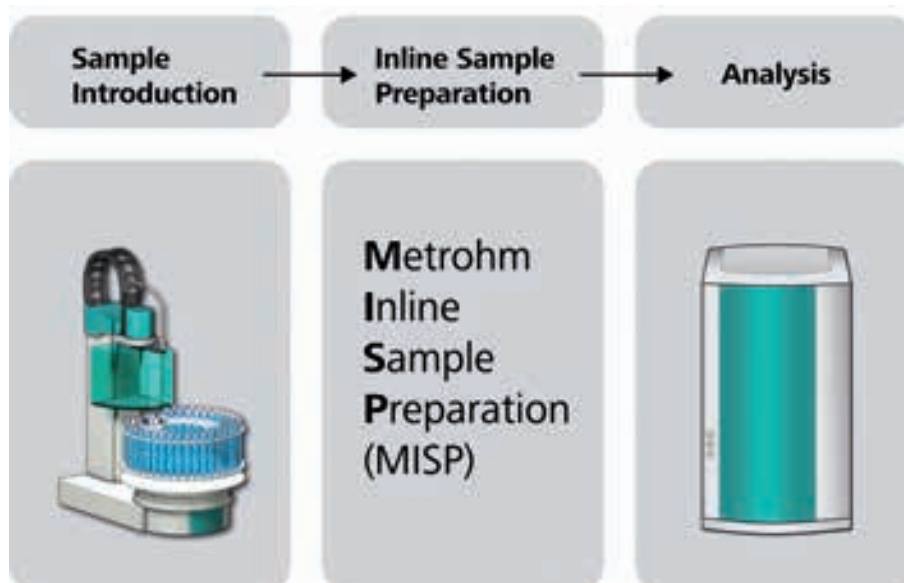 Sample
Introduction
Inline Sample
Preparation
Analysis
Metrohm
Inline
Sample
Preparation
(MISP)